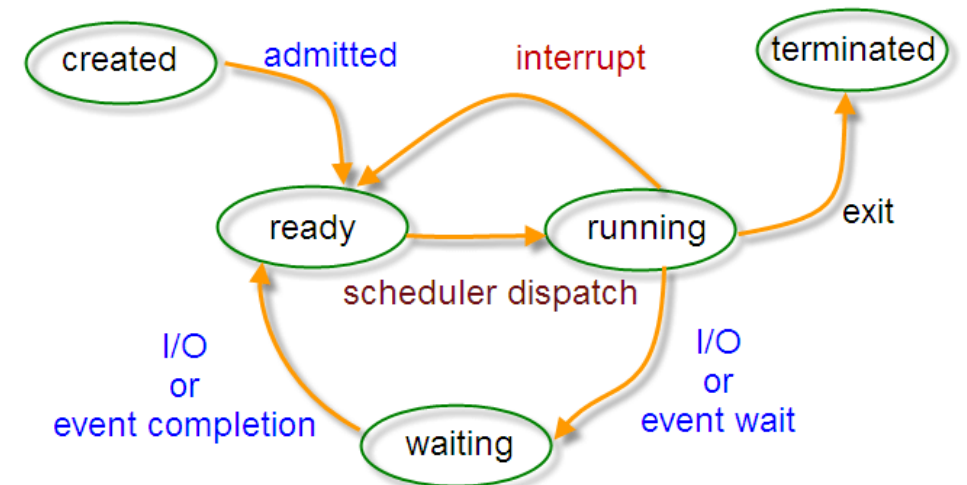 created
admitted
interrupt
terminated
ready
running
exit
scheduler dispatch
I/O
or
event completion
I/O
or
event wait
waiting